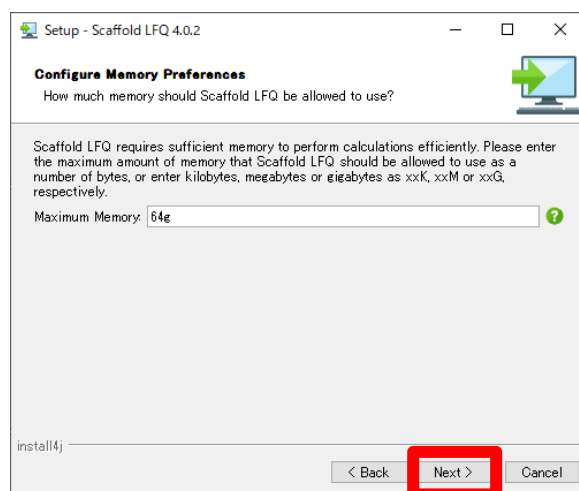 Setup - Scaffold LFQ 4.0.2
Configure Memory Preferences
How much memory should Scaffold LFQ be allowed to use?
Scaffold LFQ requires sufficient memory to perform calculations efficiently. Please enter
the maximum amount of memory that Scaffold LFQ should be allowed to use as a
number of bytes, or enter kilobytes, megabytes or gigabytes as xxK, xxM or xxG,
respectively.
Maximum Memory: 64g
install4j
< Back Next > Cancel